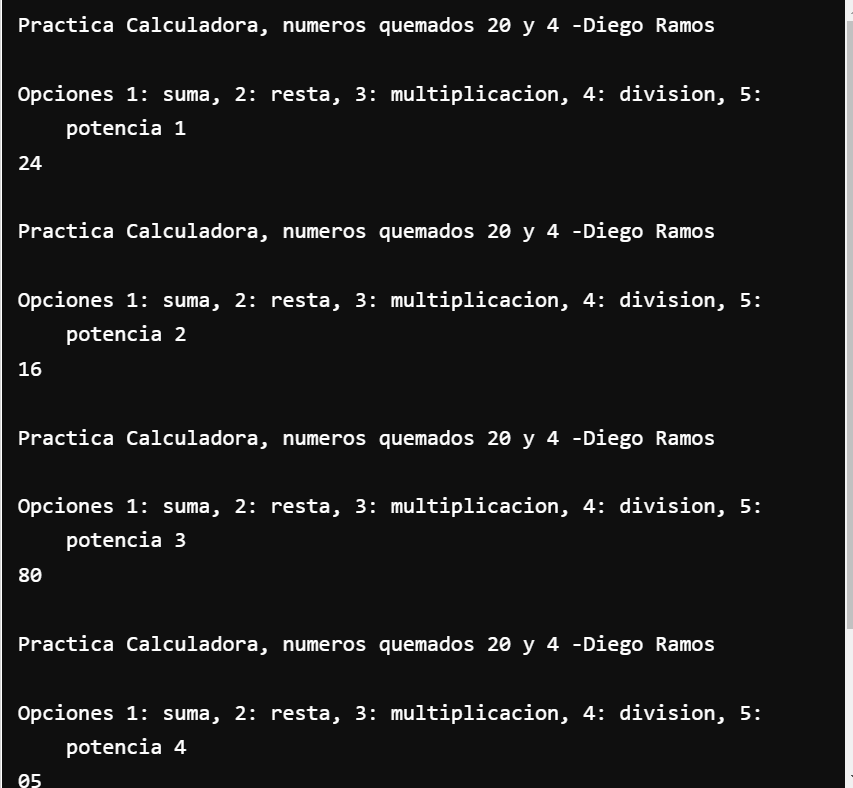 Practica Calculadora, numeros quemados 20 y 4 -Diego Ramos
Opciones 1: suma, 2: resta, 3: multiplicacion, 4: division, 5:
potencia 1
24
Practica Calculadora, numeros quemados 20 y 4 -Diego Ramos
Opciones 1: suma, 2: resta, 3: multiplicacion, 4: division, 5:
potencia 2
16
Practica Calculadora, numeros quemados 20 y 4 -Diego Ramos
Opciones 1: suma, 2: resta, 3: multiplicacion, 4: division, 5:
potencia 3
80
Practica Calculadora, numeros quemados 20 y 4 -Diego Ramos
Opciones 1: suma, 2: resta, 3: multiplicacion, 4: division, 5:
potencia 4
05